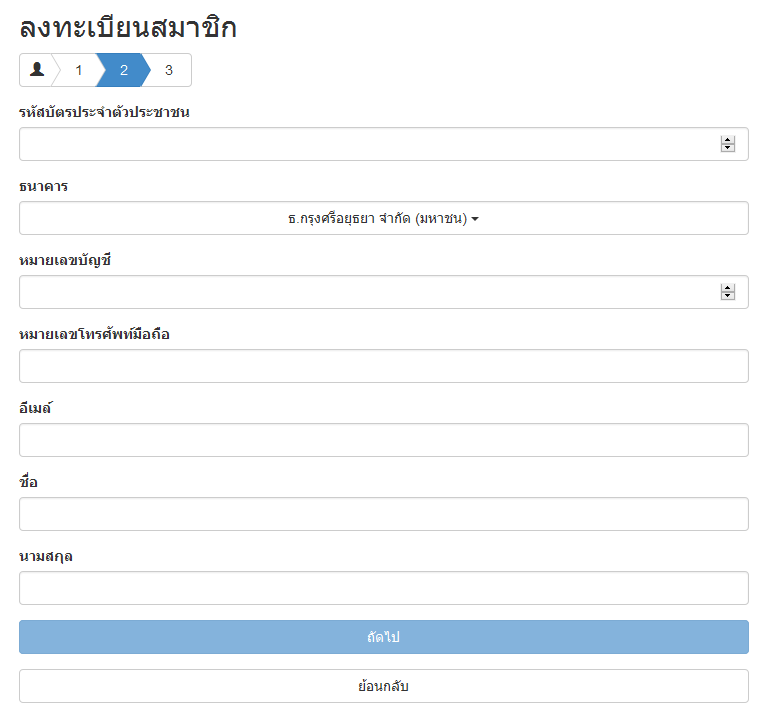 ลงทะเบียนสมาชิก
1 2 3
รหัสบัตรประจำตัวประชาชน
ธนาคาร
ธ.กรุงศรีอยุธยา จำกัด (มหาชน)
หมายเลขบัญชี
หมายเลขโทรศัพท์มือถือ
อีเมล์
ชื่อ
นามสกุล
ถัดไป
ย้อนกลับ